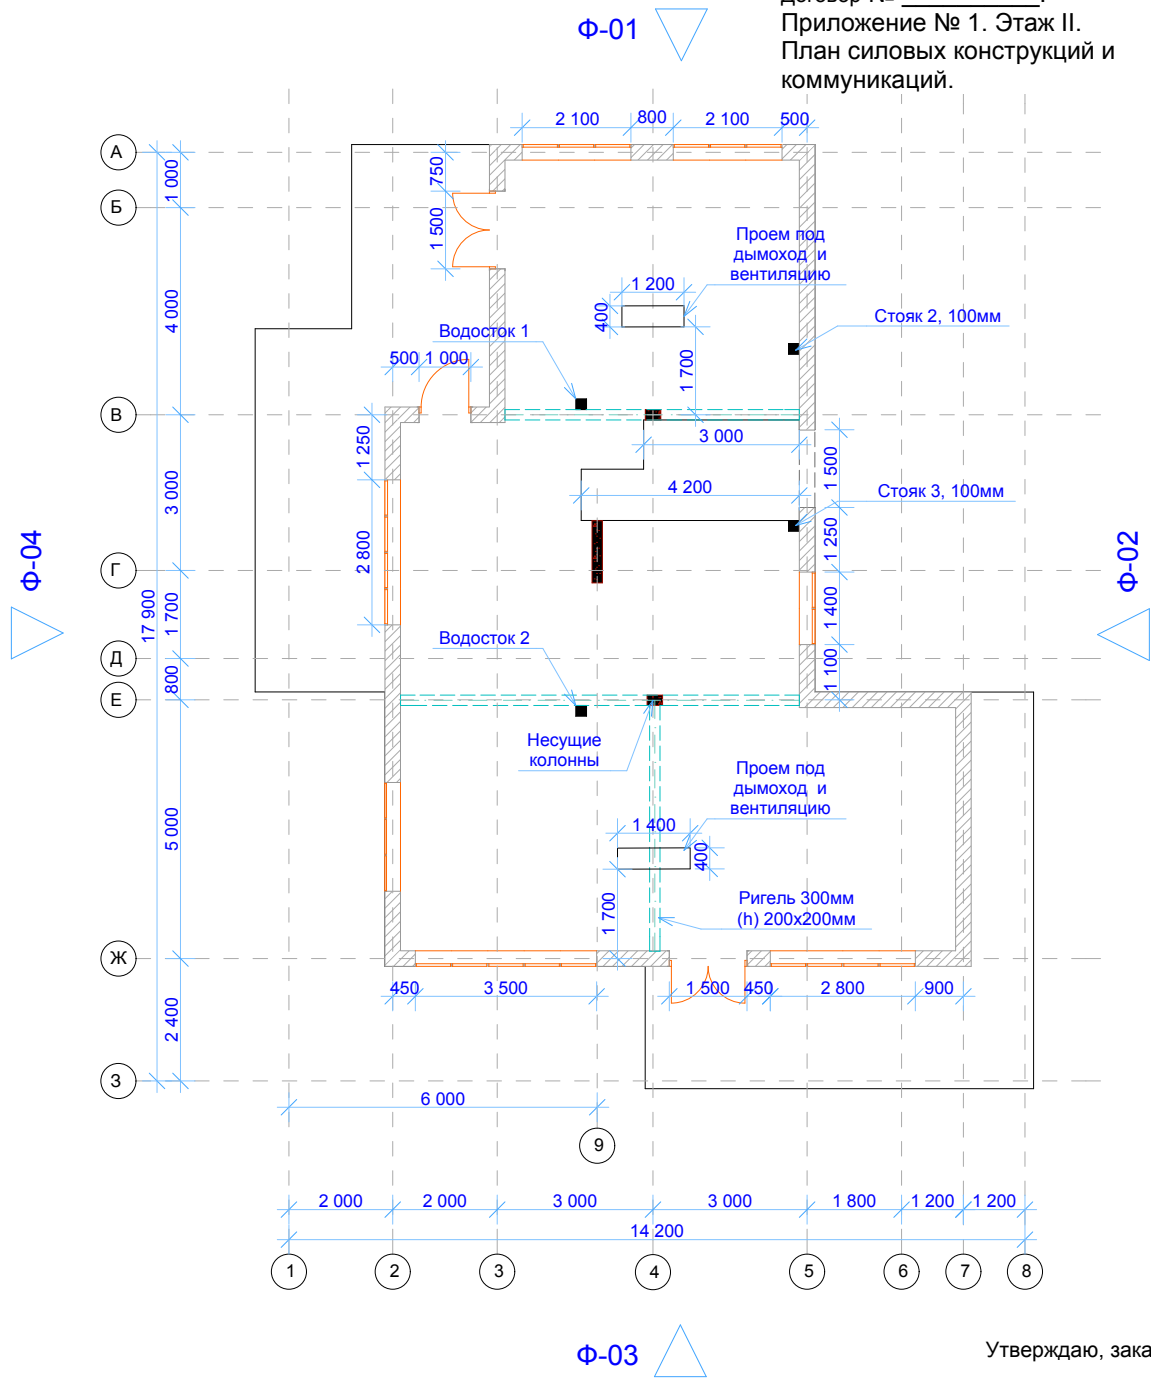 Договор № ____________.
Приложение № 1. Этаж II.
План силовых конструкций и
коммуникаций.
Ф-01
2 100
800
2 100
500
А
Б
В
Г
Д
Е
Ж
З
1 000
4 000
3 000
1 700
800
5 000
2 400
17 900
750
1 500
Проем под
дымоход и
вентиляцию
1 200
400
1 700
Водосток 1
Стояк 2, 100мм
500
1 000
1 250
2 800
3 000
4 200
1 500
Стояк 3, 100мм
1 250
1 400
1 100
Ф-04
Ф-02
Водосток 2
Несущие
колонны
Проем под
дымоход и
вентиляцию
1 400
400
1 700
Ригель 300мм
(h) 200х200мм
450
3 500
1 500
450
2 800
900
6 000
9
2 000
2 000
3 000
3 000
1 800
1 200
1 200
14 200
1
2
3
4
5
6
7
8
Ф-03
Утверждаю, зака